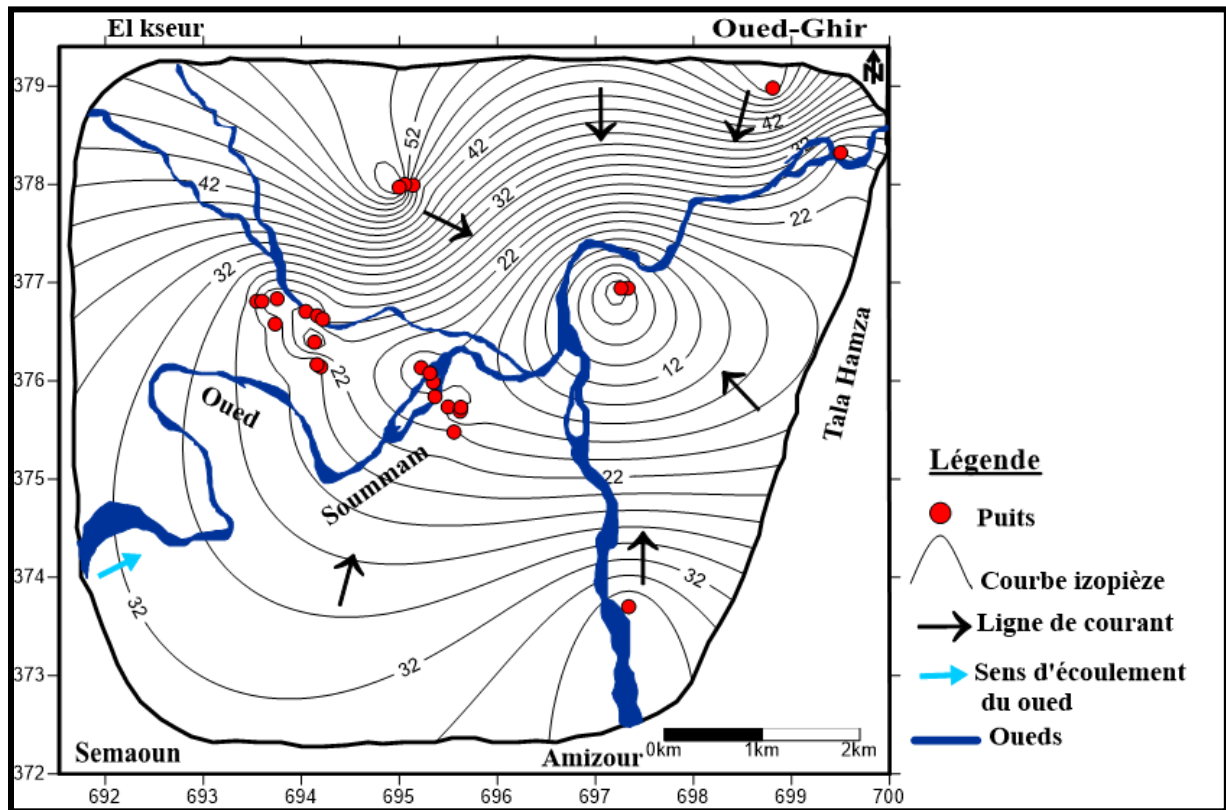 El kseur
Oued-Ghir
N
379
378
377
376
375
374
373
372
52
42
42
42
32
32
32
22
22
22
12
22
32
32
32
Oued
Soummam
Tala Hamza
Semaoun
Amizour
0km 1km 2km
692 693 694 695 696 697 698 699 700
Légende
Puits
Courbe izopièze
Ligne de courant
Sens d'écoulement
du oued
Oueds